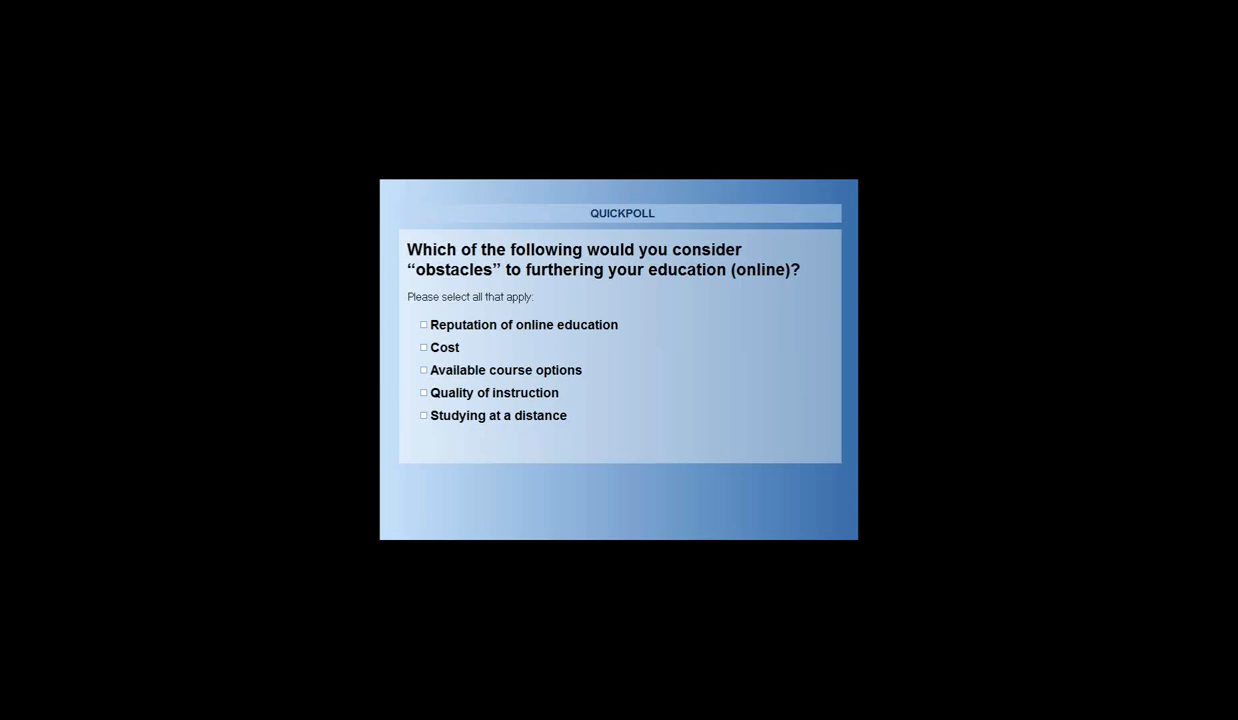 QUICKPOLL
Which of the following would you consider
“obstacles” to furthering your education (online)?
Please select all that apply:
Reputation of online education
Cost
Available course options
Quality of instruction
Studying at a distance